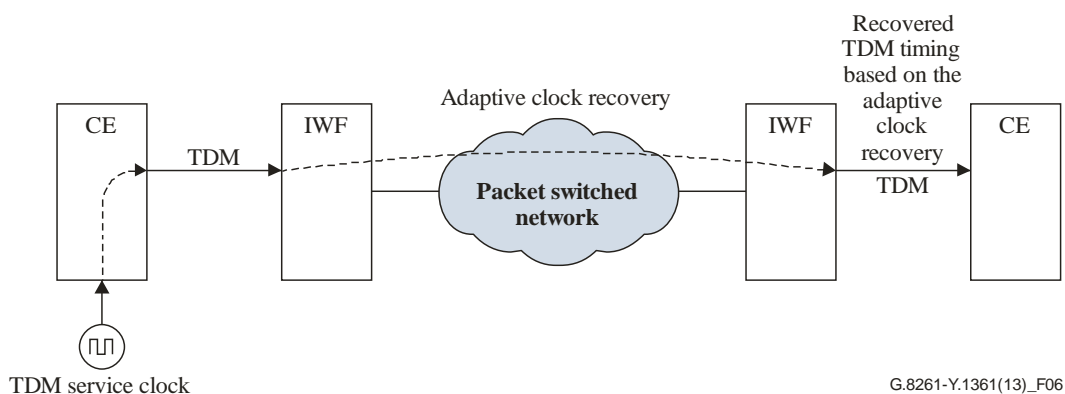 Recovered
TDM timing
based on the
adaptive
clock
recovery
Adaptive clock recovery
CE
IWF
IWF
CE
TDM
TDM
Packet switched
network
TDM service clock
G.8261-Y.1361(13)_F06